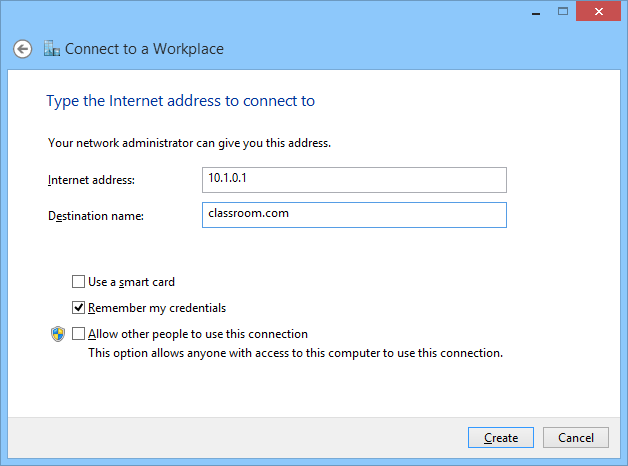 Connect to a Workplace
Type the Internet address to connect to
Your network administrator can give you this address.
Internet address: 10.1.0.1
Destination name: classroom.com
Use a smart card
Remember my credentials
Allow other people to use this connection
This option allows anyone with access to this computer to use this connection.
Create Cancel